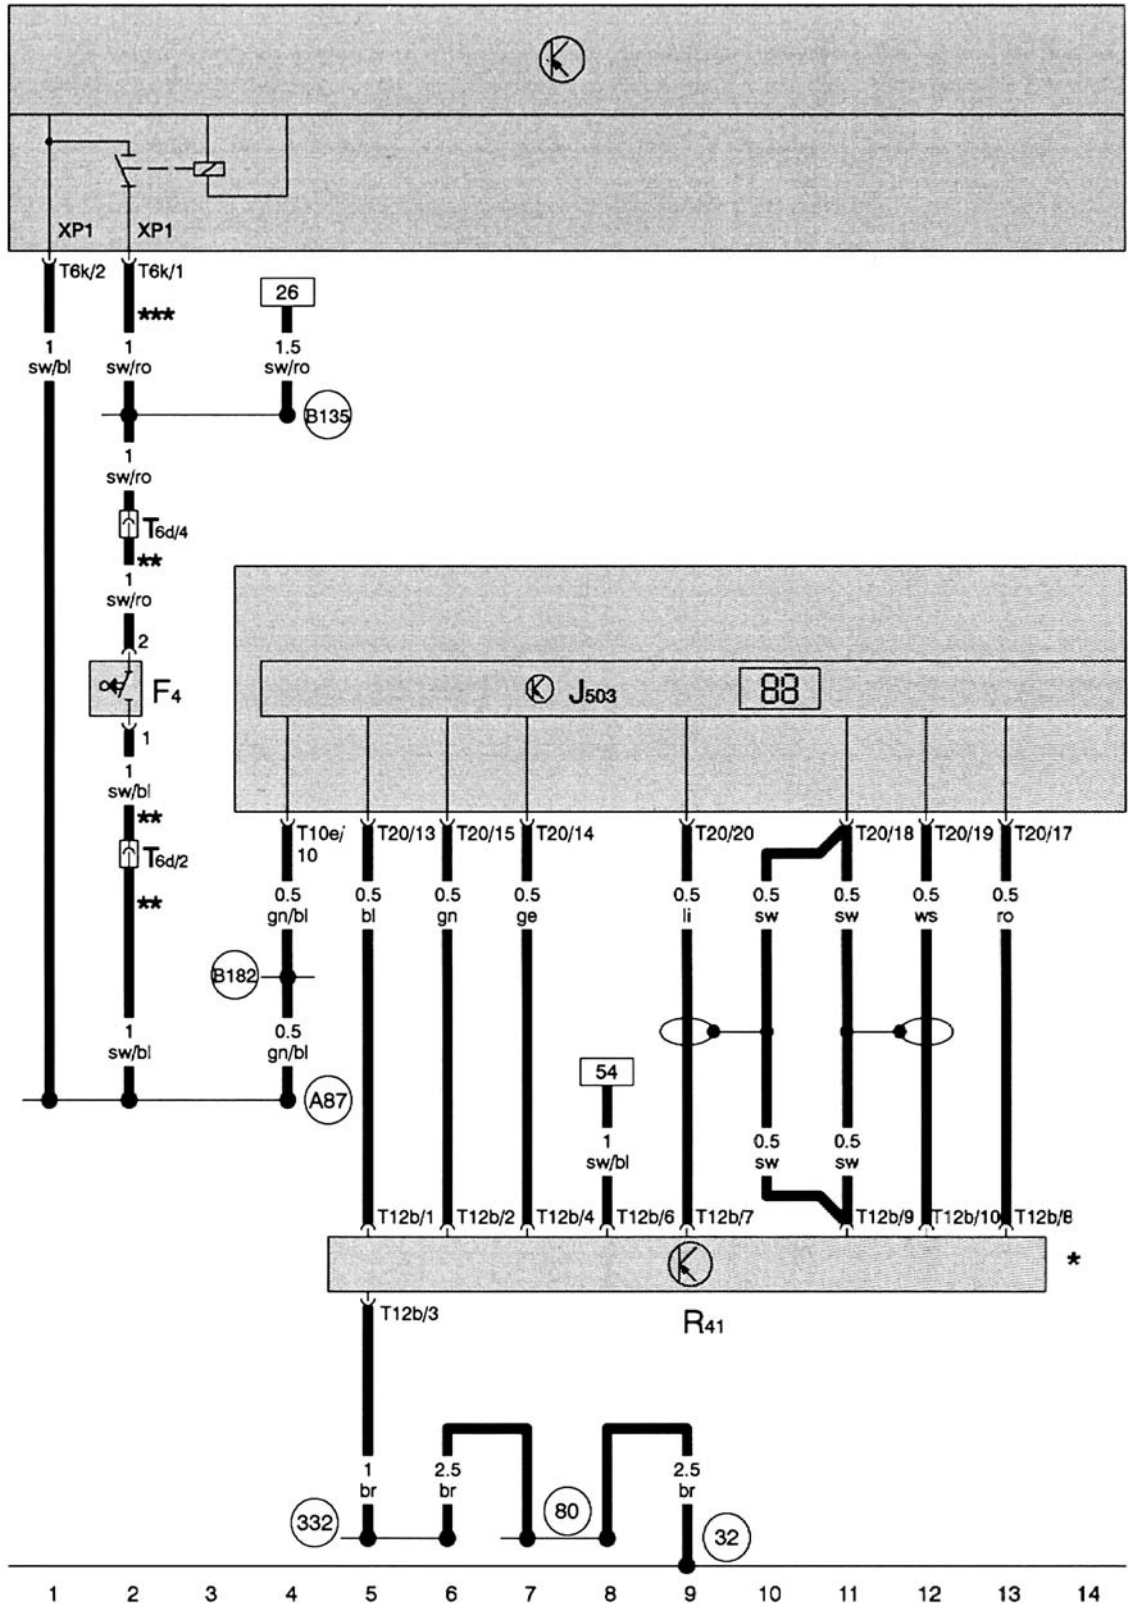 XP1 XP1
T6k/2 T6k/1
***
26
1 1 1.5
sw/bl sw/ro sw/ro
B135
1
sw/ro
T6d/4
**
1
sw/ro
2
F4
J503 88
1
1
sw/bl
**
T10e/ T20/13 T20/15 T20/14 T20/20 T20/18 T20/19 T20/17
10
T6d/2
**
0.5 0.5 0.5 0.5 0.5 0.5 0.5 0.5 0.5
gn/bl bl gn ge li sw sw ws ro
B182
1 0.5
sw/bl gn/bl
54
A87
1 0.5 0.5
sw/bl sw sw
T12b/1 T12b/2 T12b/4 T12b/6 T12b/7 T12b/9 T12b/10 T12b/8
*
T12b/3
R41
1 2.5 2.5
br br br
332 80 32
1 2 3 4 5 6 7 8 9 10 11 12 13 14